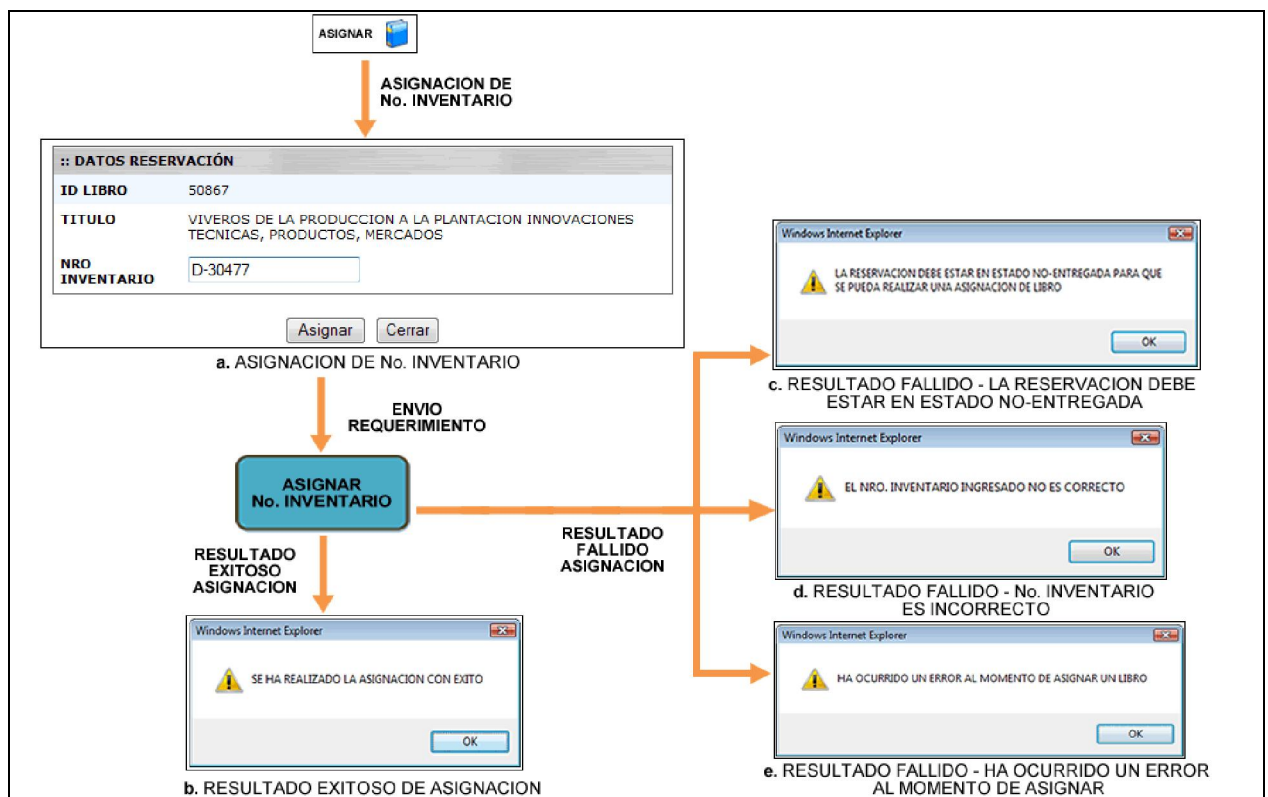 ASIGNAR
ASIGNACION DE
No. INVENTARIO
:: DATOS RESERVACIÓN
ID LIBRO 50867
TITULO VIVEROS DE LA PRODUCCION A LA PLANTACION INNOVACIONES
TECNICAS, PRODUCTOS, MERCADOS
NRO
INVENTARIO D-30477
Asignar Cerrar
a. ASIGNACION DE No. INVENTARIO
ENVIO
REQUERIMIENTO
ASIGNAR
No. INVENTARIO
RESULTADO
EXITOSO
ASIGNACION
Windows Internet Explorer
SE HA REALIZADO LA ASIGNACION CON EXITO
OK
b. RESULTADO EXITOSO DE ASIGNACION
RESULTADO
FALLIDO
ASIGNACION
Windows Internet Explorer
LA RESERVACION DEBE ESTAR EN ESTADO NO-ENTREGADA PARA QUE
SE PUEDA REALIZAR UNA ASIGNACION DE LIBRO
OK
c. RESULTADO FALLIDO - LA RESERVACION DEBE
ESTAR EN ESTADO NO-ENTREGADA
Windows Internet Explorer
EL NRO. INVENTARIO INGRESADO NO ES CORRECTO
OK
d. RESULTADO FALLIDO - No. INVENTARIO
ES INCORRECTO
Windows Internet Explorer
HA OCURRIDO UN ERROR AL MOMENTO DE ASIGNAR UN LIBRO
OK
e. RESULTADO FALLIDO - HA OCURRIDO UN ERROR
AL MOMENTO DE ASIGNAR